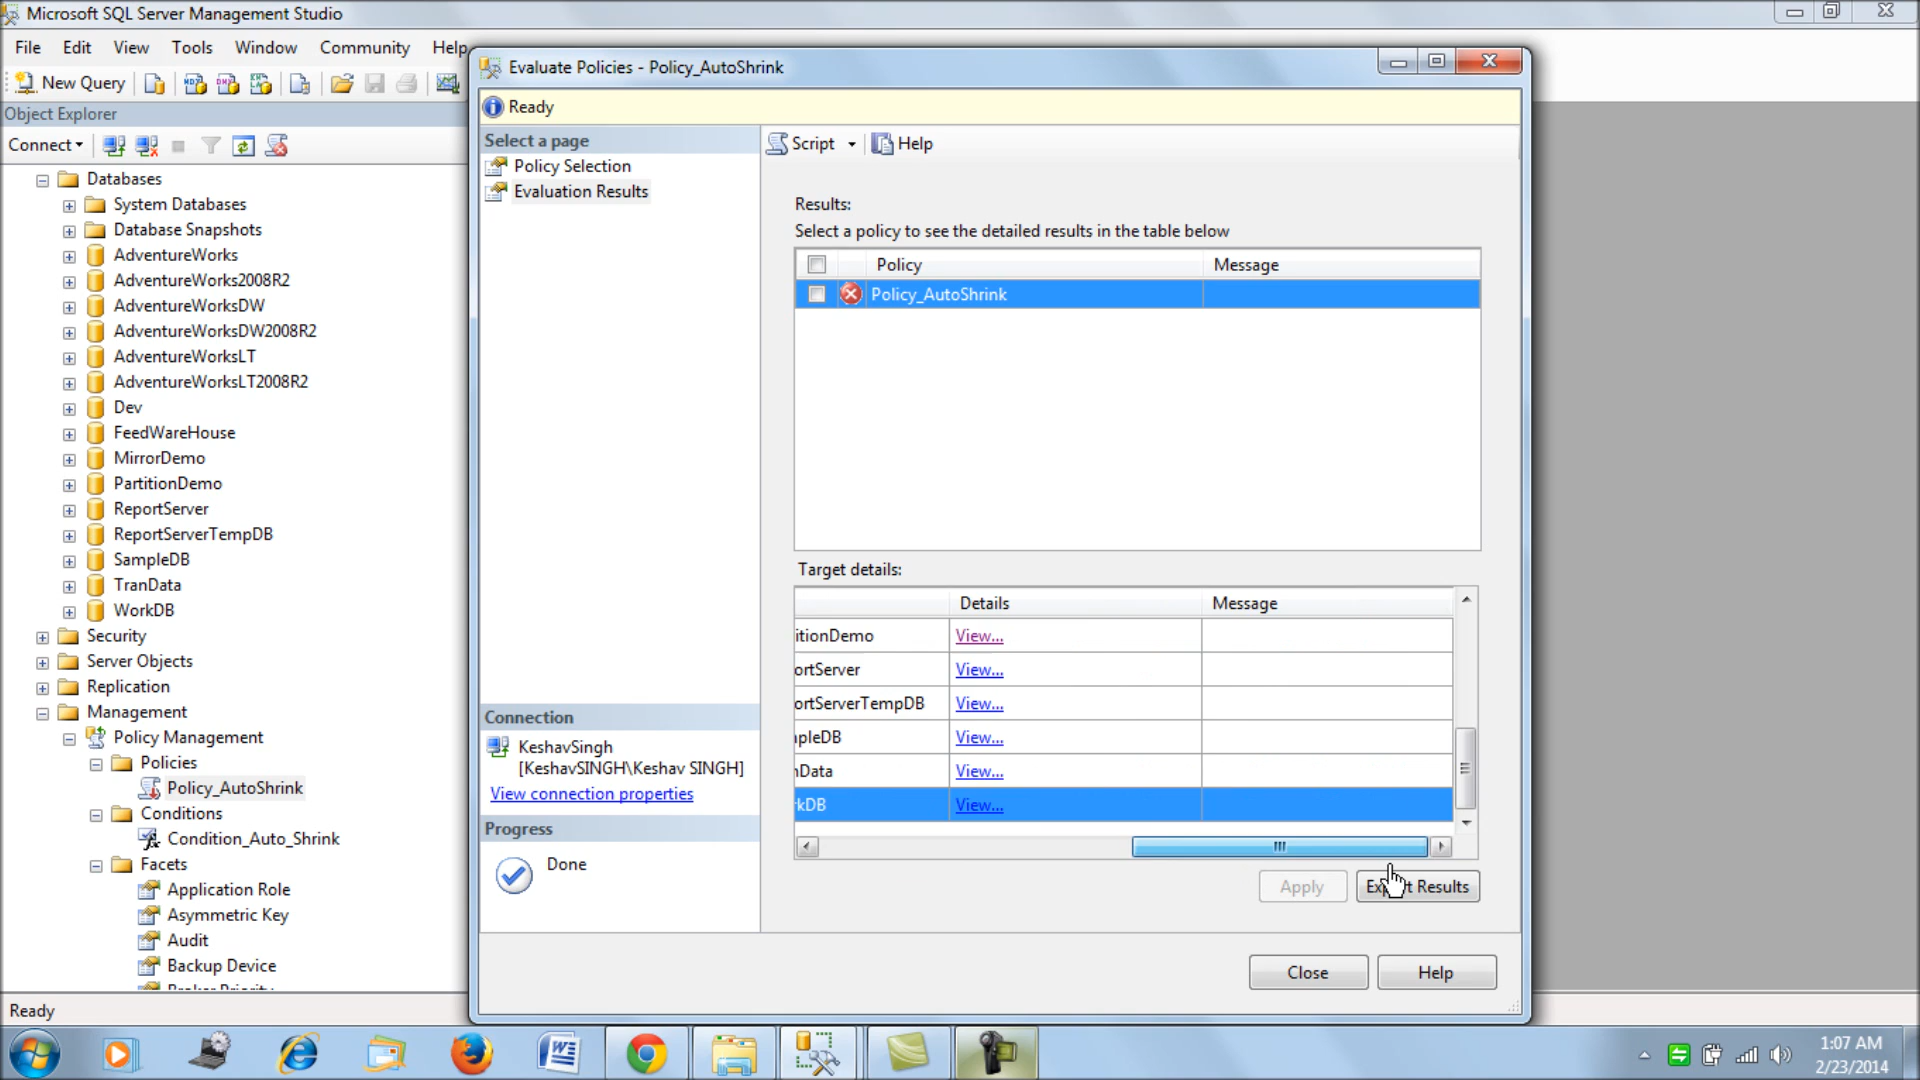 Microsoft SQL Server Management Studio
File Edit View Tools Window Community Help
New Query
Object Explorer
Connect
Databases
System Databases
Database Snapshots
AdventureWorks
AdventureWorks2008R2
AdventureWorksDW
AdventureWorksDW2008R2
AdventureWorksLT
AdventureWorksLT2008R2
Dev
FeedWareHouse
MirrorDemo
PartitionDemo
ReportServer
ReportServerTempDB
SampleDB
TranData
WorkDB
Security
Server Objects
Replication
Management
Policy Management
Policies
Policy_AutoShrink
Conditions
Condition_Auto_Shrink
Facets
Application Role
Asymmetric Key
Audit
Backup Device
Broker Priority
Ready
Evaluate Policies - Policy_AutoShrink
Ready
Select a page
Policy Selection
Evaluation Results
Connection
KeshavSingh
[KeshavSINGH\Keshav SINGH]
View connection properties
Progress
Done
Script Help
Results:
Select a policy to see the detailed results in the table below
Policy Message
Policy_AutoShrink
Target details:
Details Message
itionDemo View...
ortServer View...
ortServerTempDB View...
pleDB View...
Data View...
kDB View...
Apply Results
Close Help
1:07 AM
2/23/2014